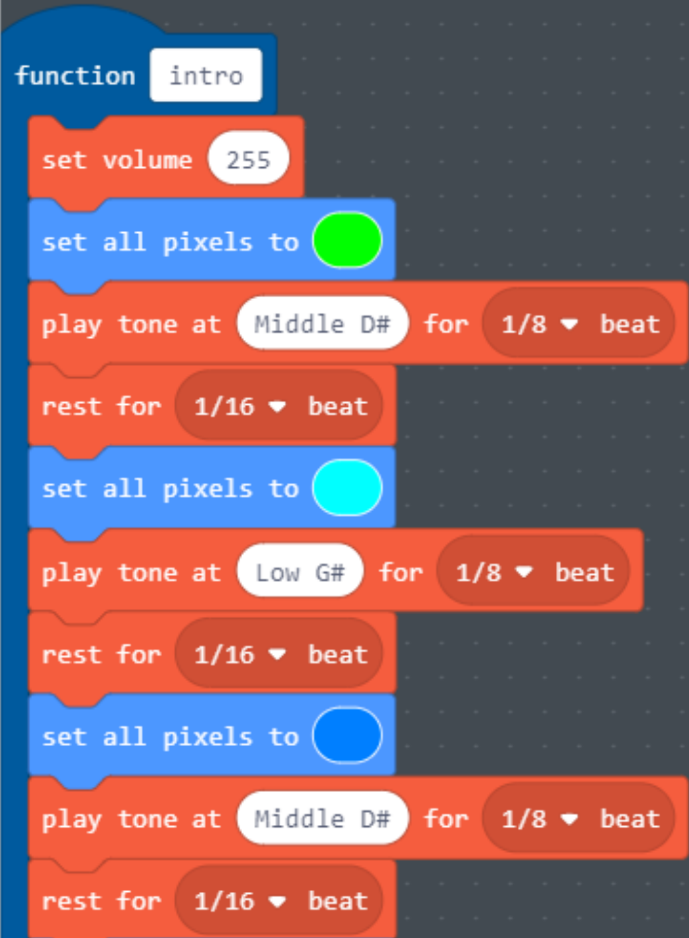 function intro
set volume 255
set all pixels to
play tone at Middle D# for 1/8 beat
rest for 1/16 beat
set all pixels to
play tone at Low G# for 1/8 beat
rest for 1/16 beat
set all pixels to
play tone at Middle D# for 1/8 beat
rest for 1/16 beat